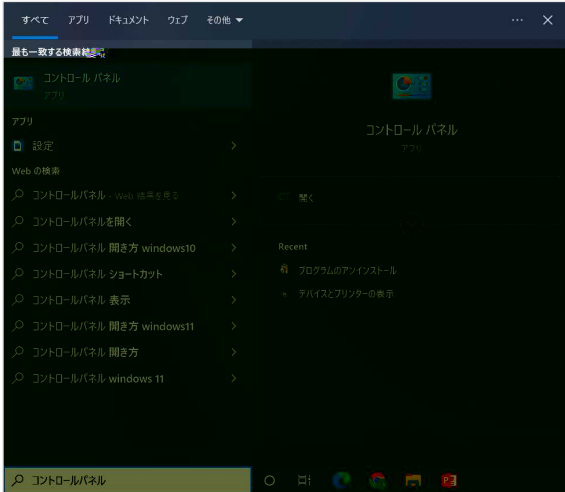 すべて アプリ ドキュメント ウェブ その他
最も一致する検索結
コントロール パネル
アプリ
アプリ
設定
Web の検索
コントロールパネル - Web 結果を見る
コントロールパネルを開く
コントロールパネル 開き方 windows10
コントロールパネル ショートカット
コントロールパネル 表示
コントロールパネル 開き方 windows11
コントロールパネル 開き方
コントロールパネル windows 11
コントロールパネル
コントロール パネル
アプリ
開く
Recent
プログラムのアンインストール
デバイスとプリンターの表示